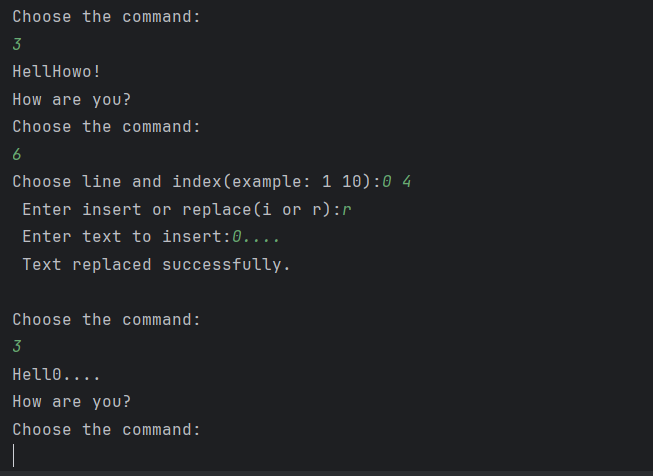 Choose the command:
3
HellHowo!
How are you?
Choose the command:
6
Choose line and index(example: 1 10):0 4
Enter insert or replace(i or r):r
Enter text to insert:0....
Text replaced successfully.
Choose the command:
3
Hell0....
How are you?
Choose the command: